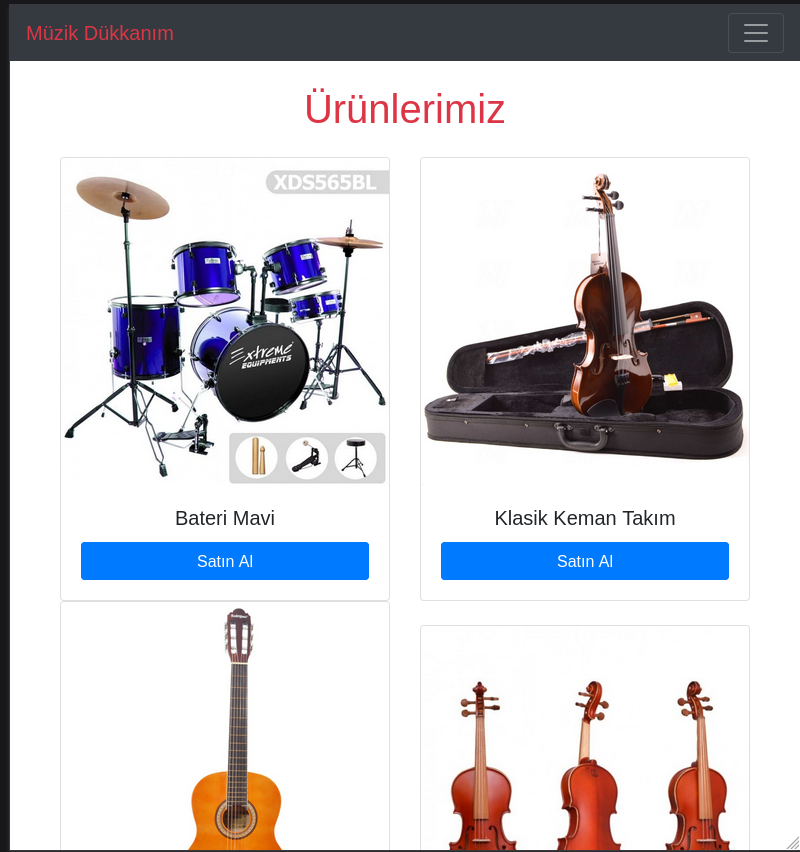 Müzik Dükkanım
Ürünlerimiz
XDS565BL
Extreme
EQUIPMENTS
Bateri Mavi
Klasik Keman Takım
Satın Al
Satın Al